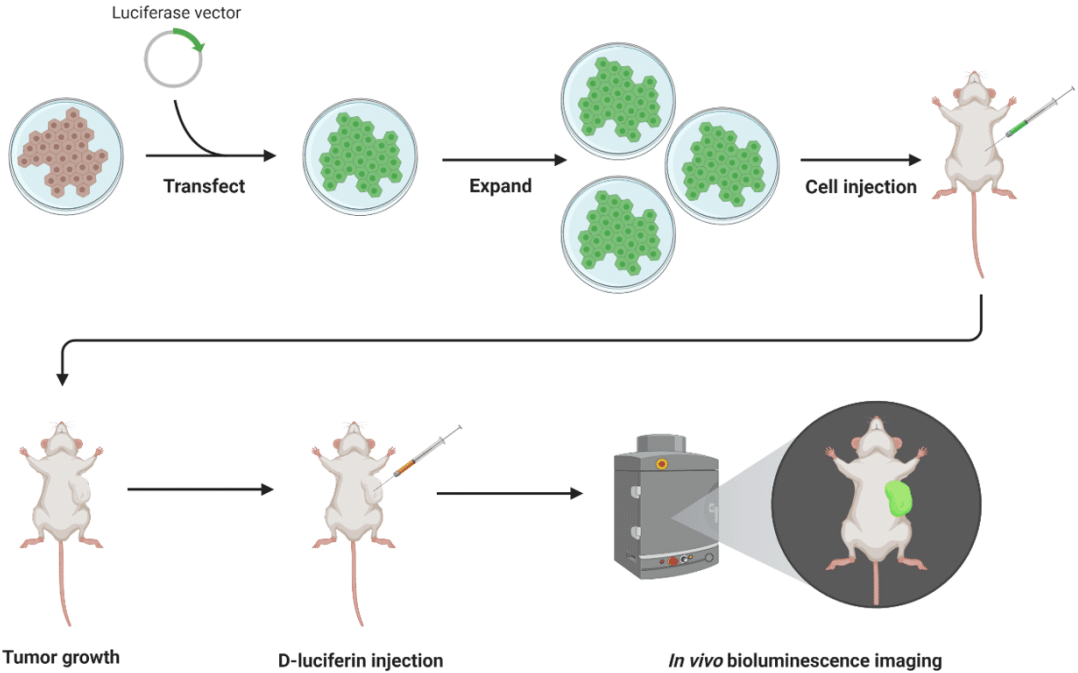 Luciferase vector
Transfect
Expand
Cell injection
Tumor growth
D-luciferin injection
In vivo bioluminescence imaging